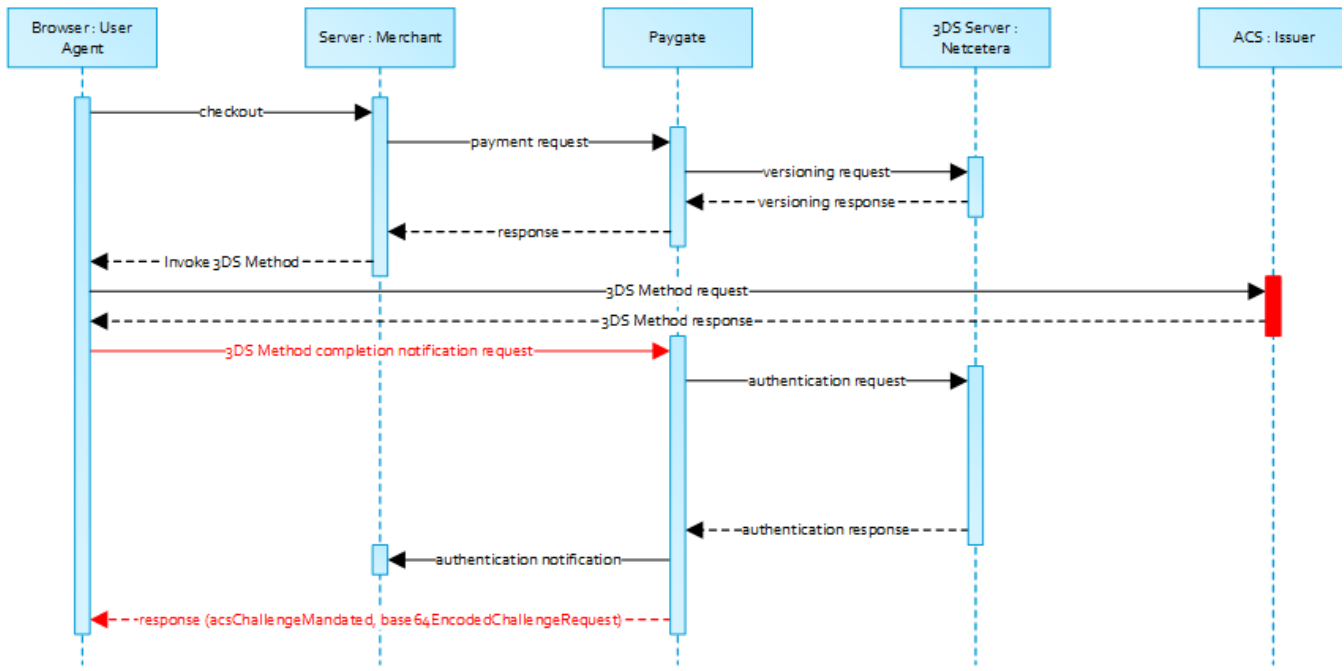 Browser : User
Agent
Server : Merchant
Paygate
3DS Server :
Netcetera
ACS : Issuer
checkout
payment request
versioning request
versioning response
response
Invoke 3DS Method
3DS Method request
3DS Method response
3DS Method completion notification request
authentication request
authentication response
authentication notification
response (acsChallengeMandated, base64EncodedChallengeRequest)